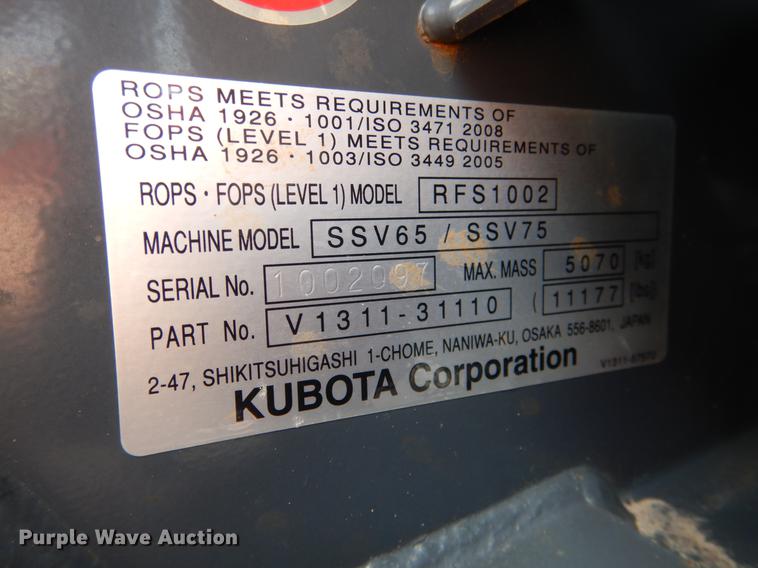 ROPS MEETS REQUIREMENTS OF
OSHA 1926 · 1001/ISO 3471 2008
FOPS (LEVEL 1) MEETS REQUIREMENTS OF
OSHA 1926 · 1003/ISO 3449 2005
ROPS · FOPS (LEVEL 1) MODEL RFS1002
MACHINE MODEL SSV65 / SSV75
SERIAL No. 1002097 MAX. MASS 5070 [kg]
PART No. V1311-31110 ( 11177 [lbs])
2-47, SHIKITSUHIGASHI 1-CHOME, NANIWA-KU, OSAKA 556-8601, JAPAN
KUBOTA Corporation
Purple Wave Auction